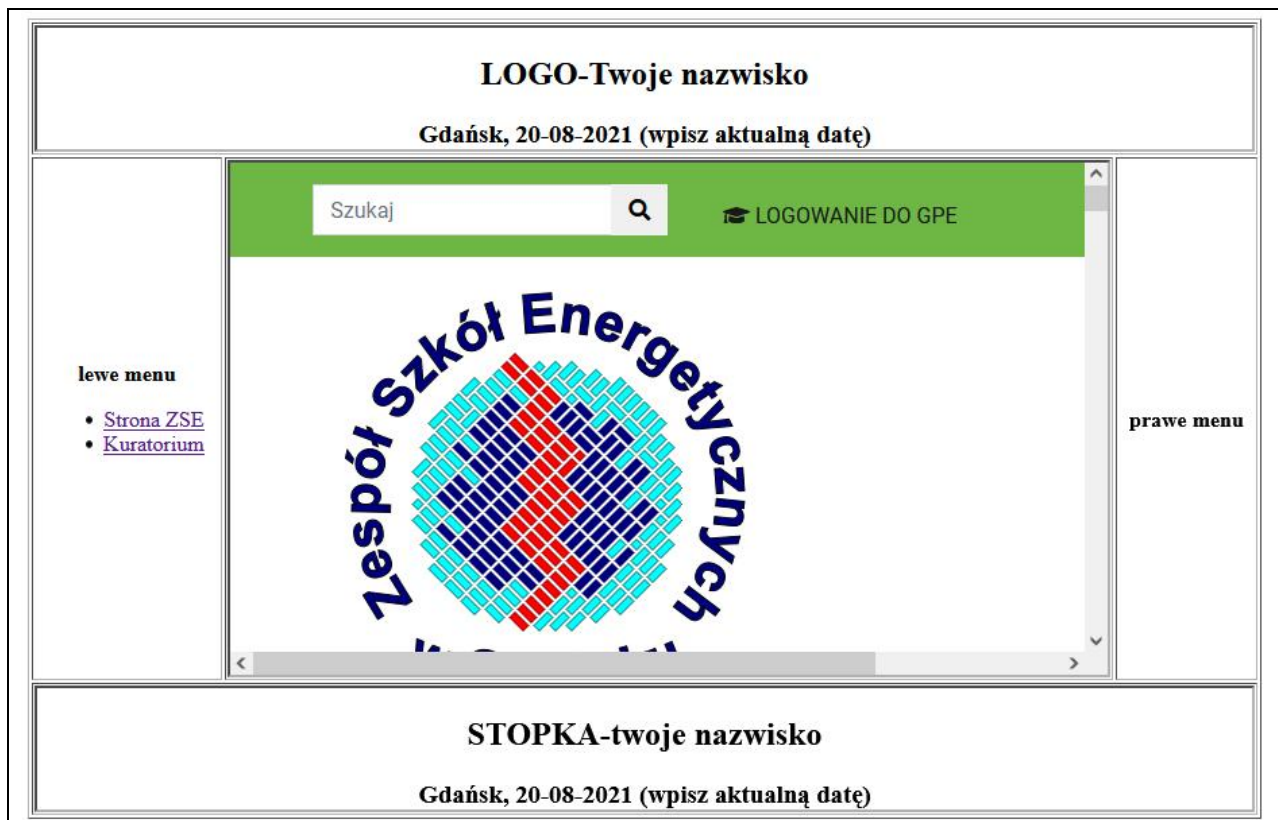 LOGO-Twoje nazwisko
Gdańsk, 20-08-2021 (wpisz aktualną datę)
Szukaj
LOGOWANIE DO GPE
Zespół Szkół Energetycznych
lewe menu
• Strona ZSE
• Kuratorium
prawe menu
STOPKA-twoje nazwisko
Gdańsk, 20-08-2021 (wpisz aktualną datę)